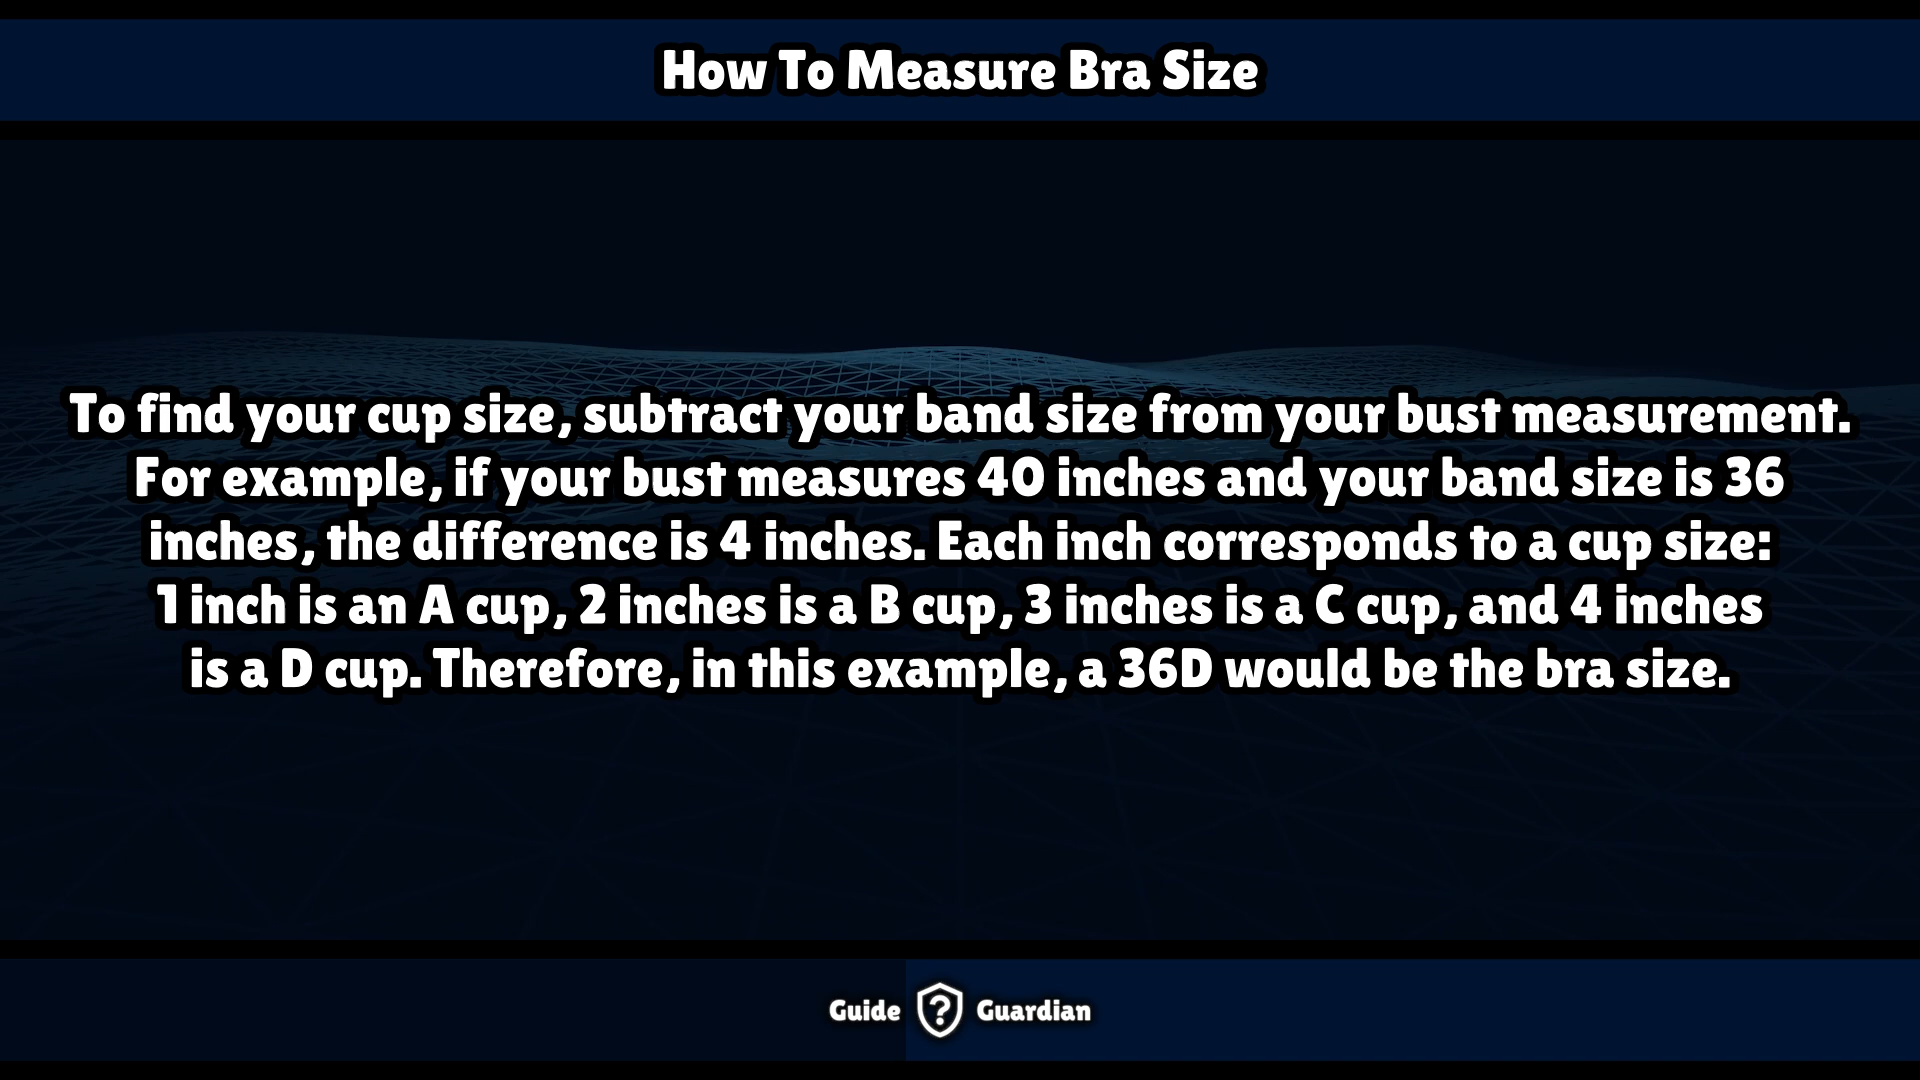 How To Measure Bra Size
To find your cup size, subtract your band size from your bust measurement.
For example, if your bust measures 40 inches and your band size is 36
inches, the difference is 4 inches. Each inch corresponds to a cup size:
1 inch is an A cup, 2 inches is a B cup, 3 inches is a C cup, and 4 inches
is a D cup. Therefore, in this example, a 36D would be the bra size.
Guide ? Guardian